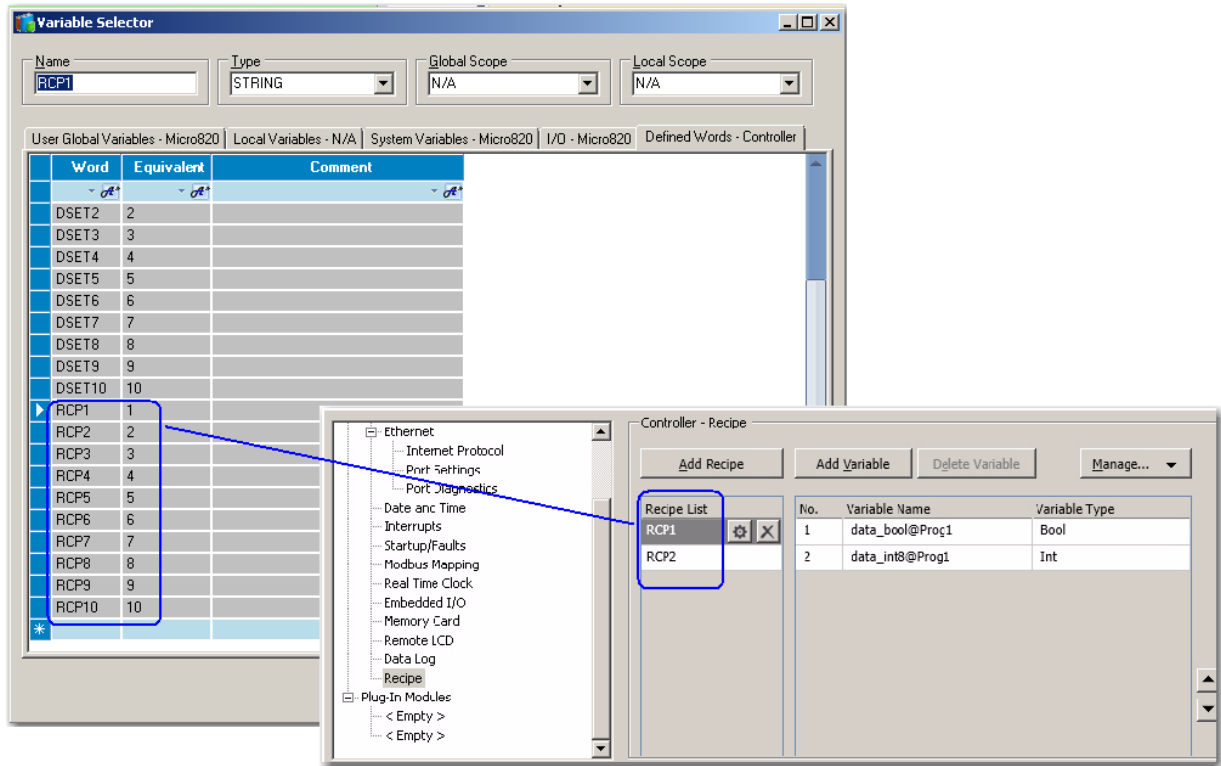 Variable Selector
Name
Type
Global Scope
Local Scope
RCP1
STRING
N/A
N/A
User Global Variables - Micro820
Local Variables - N/A
System Variables - Micro820
I/O - Micro820
Defined Words - Controller
Word Equivalent Comment
DSET2 2
DSET3 3
DSET4 4
DSET5 5
DSET6 6
DSET7 7
DSET8 8
DSET9 9
DSET10 10
RCP1 1
RCP2 2
RCP3 3
RCP4 4
RCP5 5
RCP6 6
RCP7 7
RCP8 8
RCP9 9
RCP10 10
Ethernet
Internet Protocol
Port Settings
Port Diagnostics
Date and Time
Interrupts
Startup/Faults
Modbus Mapping
Real Time Clock
Embedded I/O
Memory Card
Remote LCD
Data Log
Recipe
Plug-In Modules
< Empty >
< Empty >
Controller - Recipe
Add Recipe
Add Variable
Delete Variable
Manage...
Recipe List
RCP1
RCP2
No. Variable Name Variable Type
1 data_bool@Prog1 Bool
2 data_int8@Prog1 Int